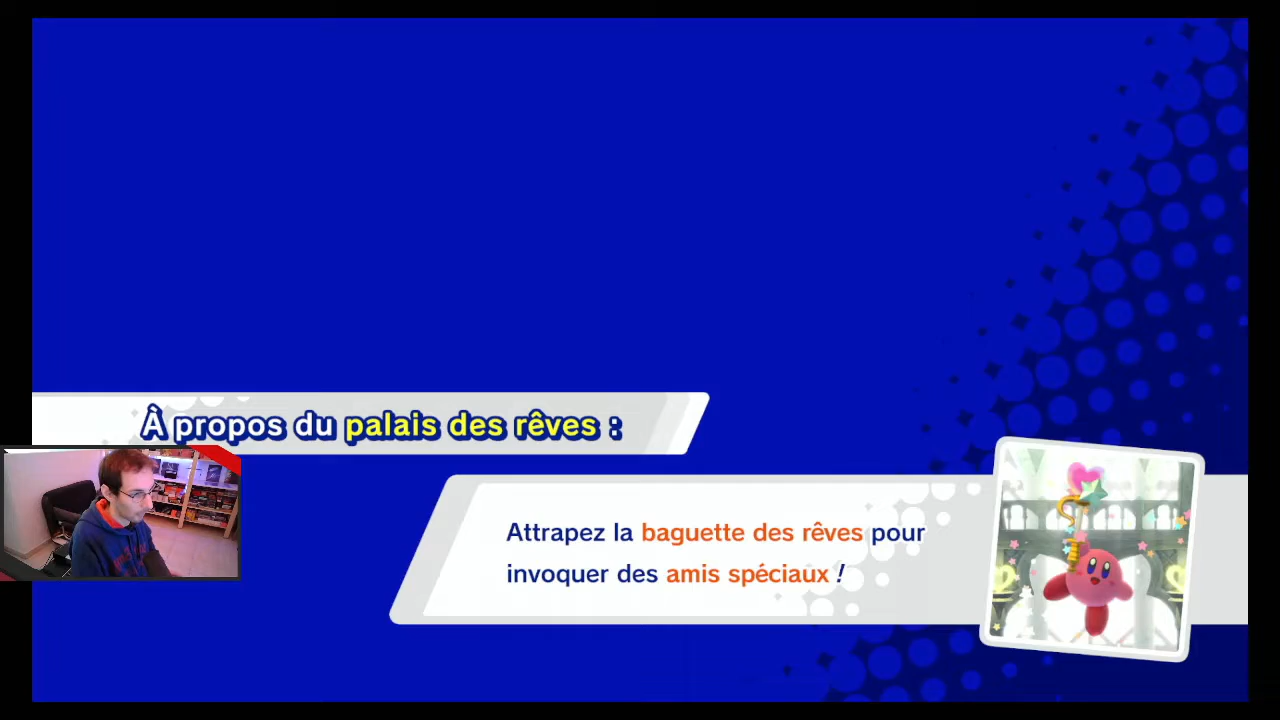 À propos du palais des rêves :
Attrapez la baguette des rêves pour
invoquer des amis spéciaux !